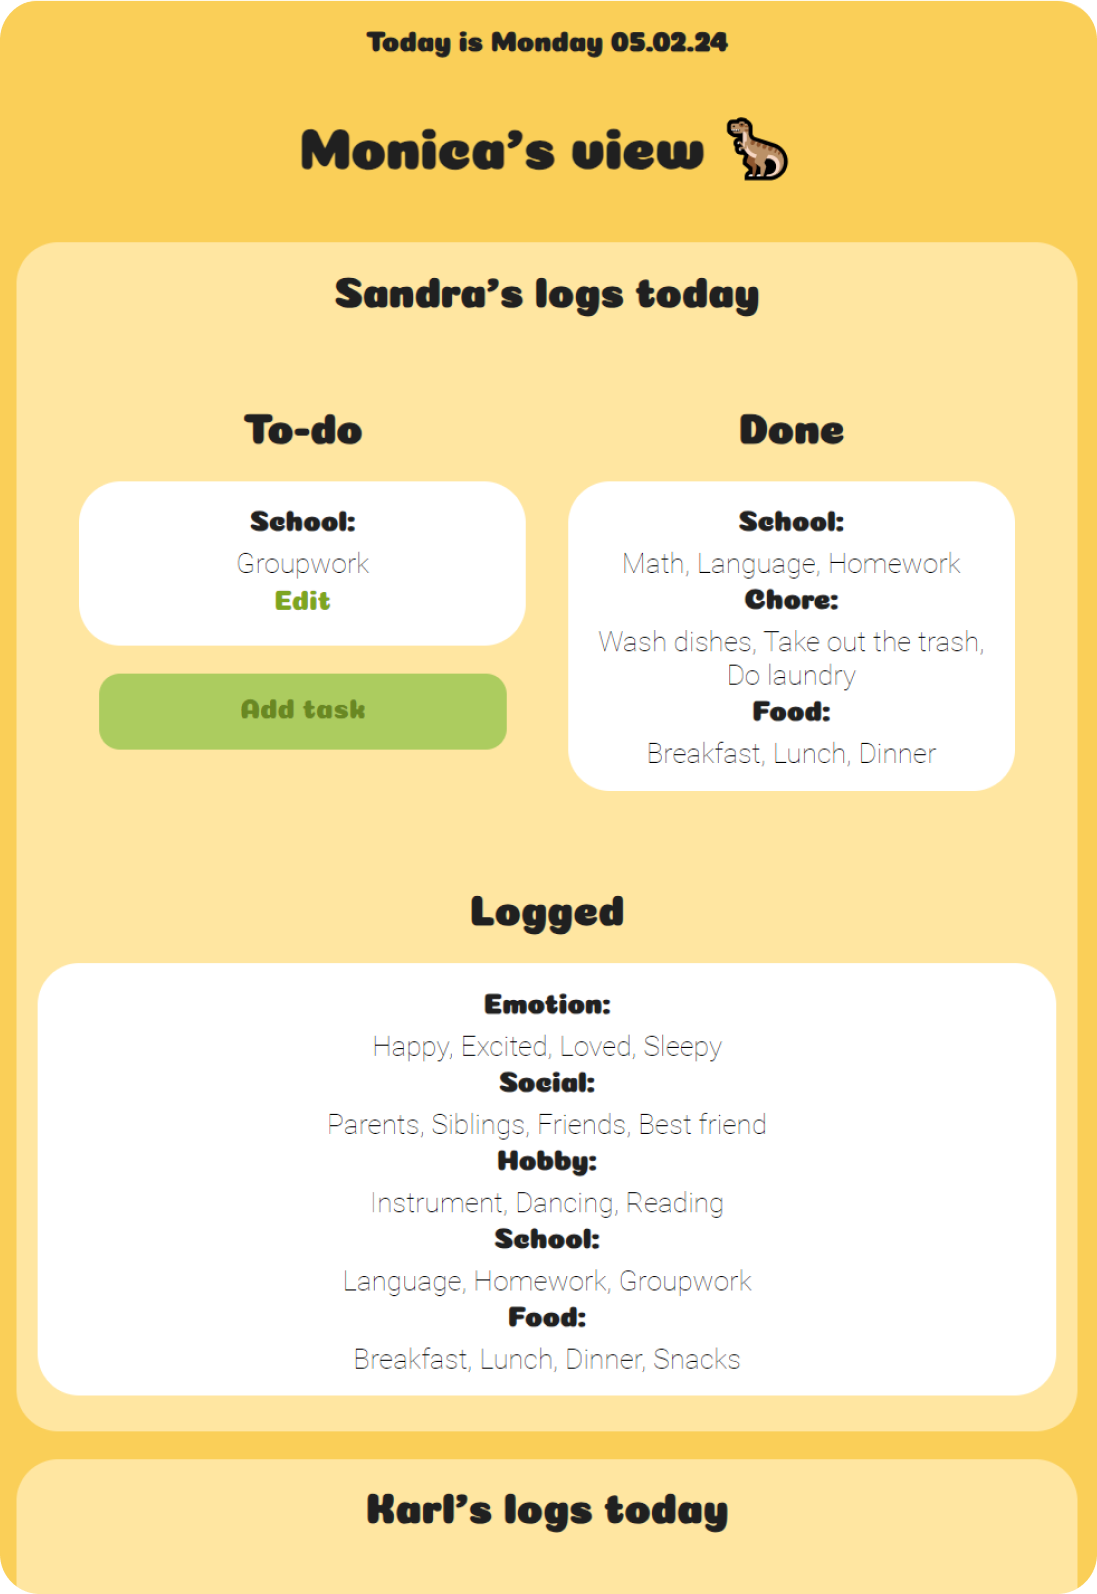 Today is Monday 05.02.24
Monica's view
Sandra's logs today
To-do
School:
Groupwork
Edit
Add task
Done
School:
Math, Language, Homework
Chore:
Wash dishes, Take out the trash,
Do laundry
Food:
Breakfast, Lunch, Dinner
Logged
Emotion:
Happy, Excited, Loved, Sleepy
Social:
Parents, Siblings, Friends, Best friend
Hobby:
Instrument, Dancing, Reading
School:
Language, Homework, Groupwork
Food:
Breakfast, Lunch, Dinner, Snacks
Karl's logs today